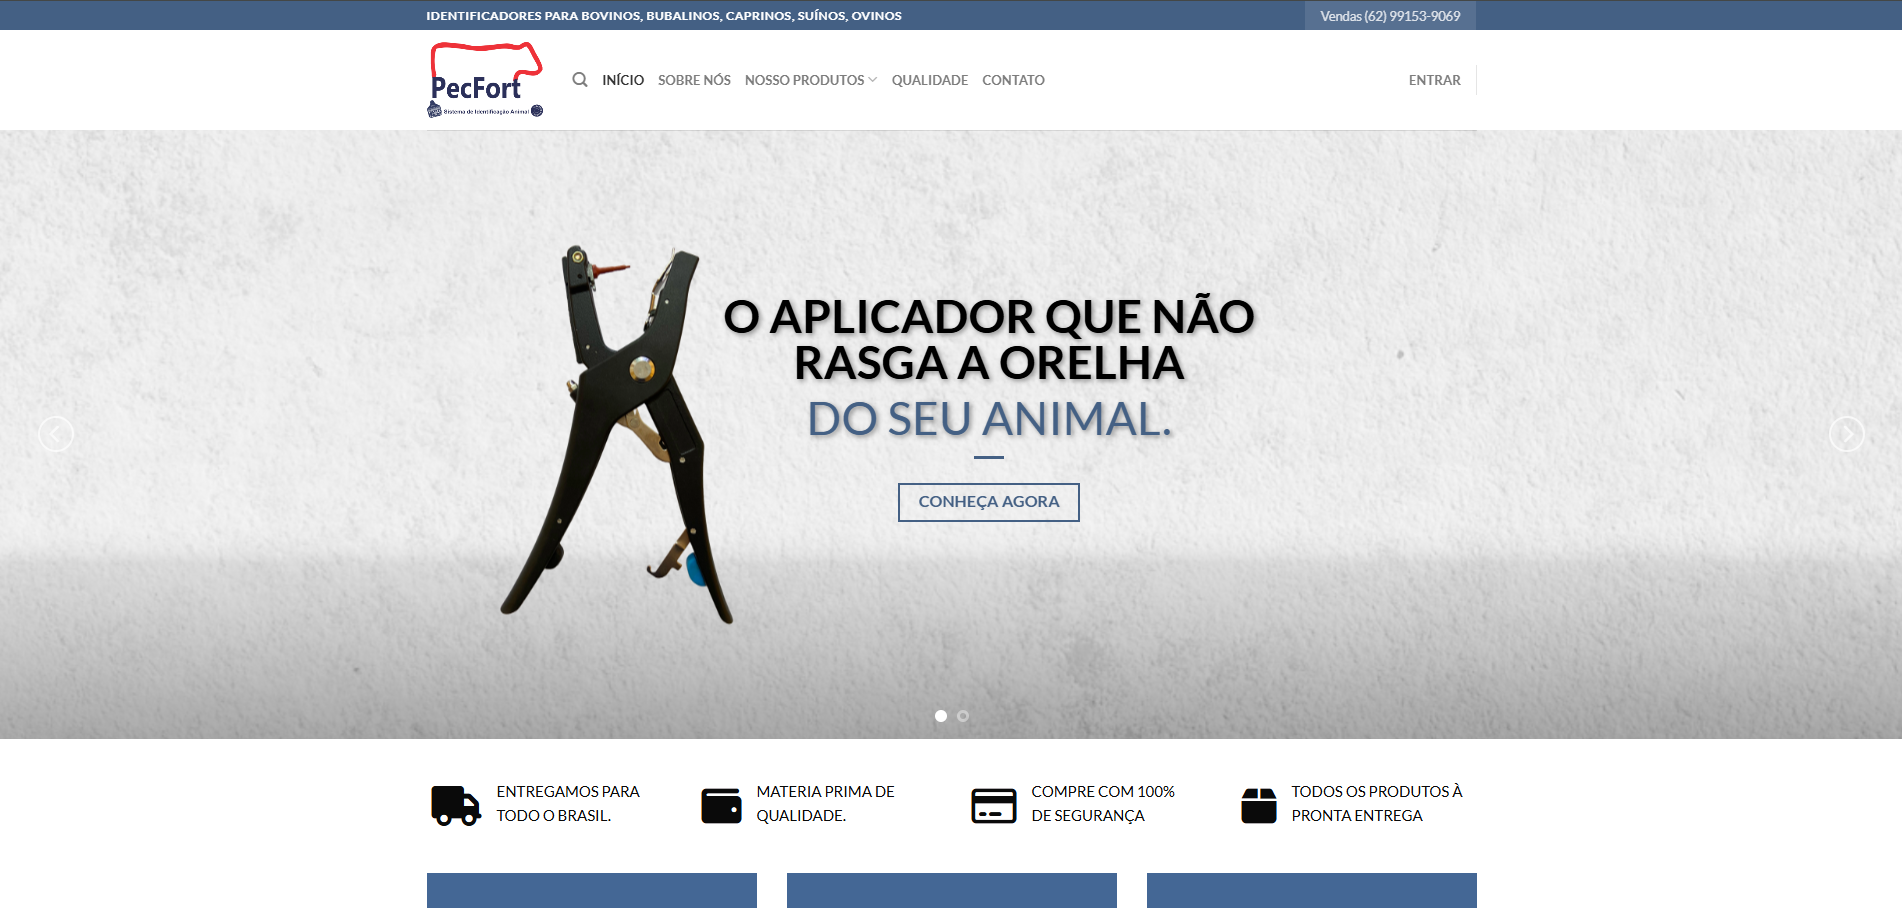 IDENTIFICADORES PARA BOVINOS, BUBALINOS, CAPRINOS, SUÍNOS, OVINOS
Vendas (62) 99153-9069
PecFort
Sistema de Identificação Animal
INÍCIO
SOBRE NÓS
NOSSO PRODUTOS
QUALIDADE
CONTATO
ENTRAR
O APLICADOR QUE NÃO
RASGA A ORELHA
DO SEU ANIMAL.
CONHEÇA AGORA
ENTREGAMOS PARA
TODO O BRASIL.
MATERIA PRIMA DE
QUALIDADE.
COMPRE COM 100%
DE SEGURANÇA
TODOS OS PRODUTOS À
PRONTA ENTREGA